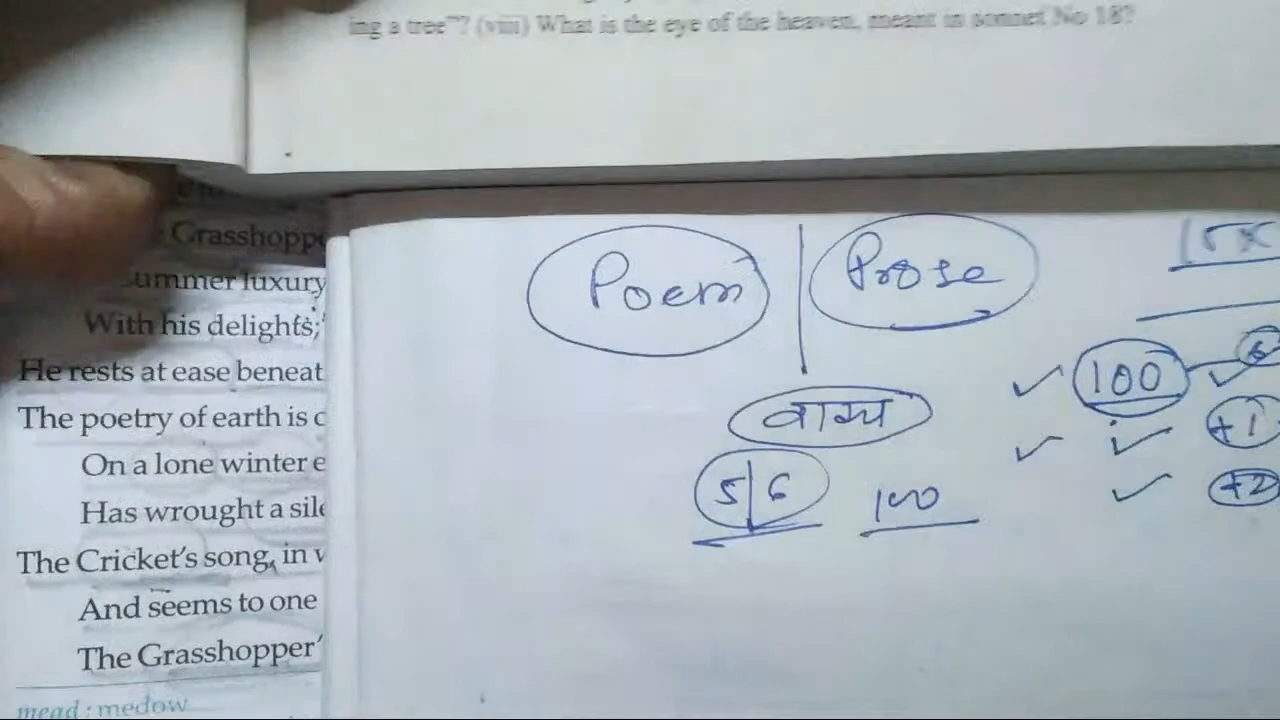 ing a tree"? (viii) What is the eye of the heaven, meant in sonnet No 18?
Grasshoppe
ummer luxury
With his delights;
He rests at ease beneat
The poetry of earth is c
On a lone winter e
Has wrought a sile
The Cricket's song, in w
And seems to one
The Grasshopper'
mead : medow
Poem
Prose
15x
वाक्य
5|6
100
100
+1
+2